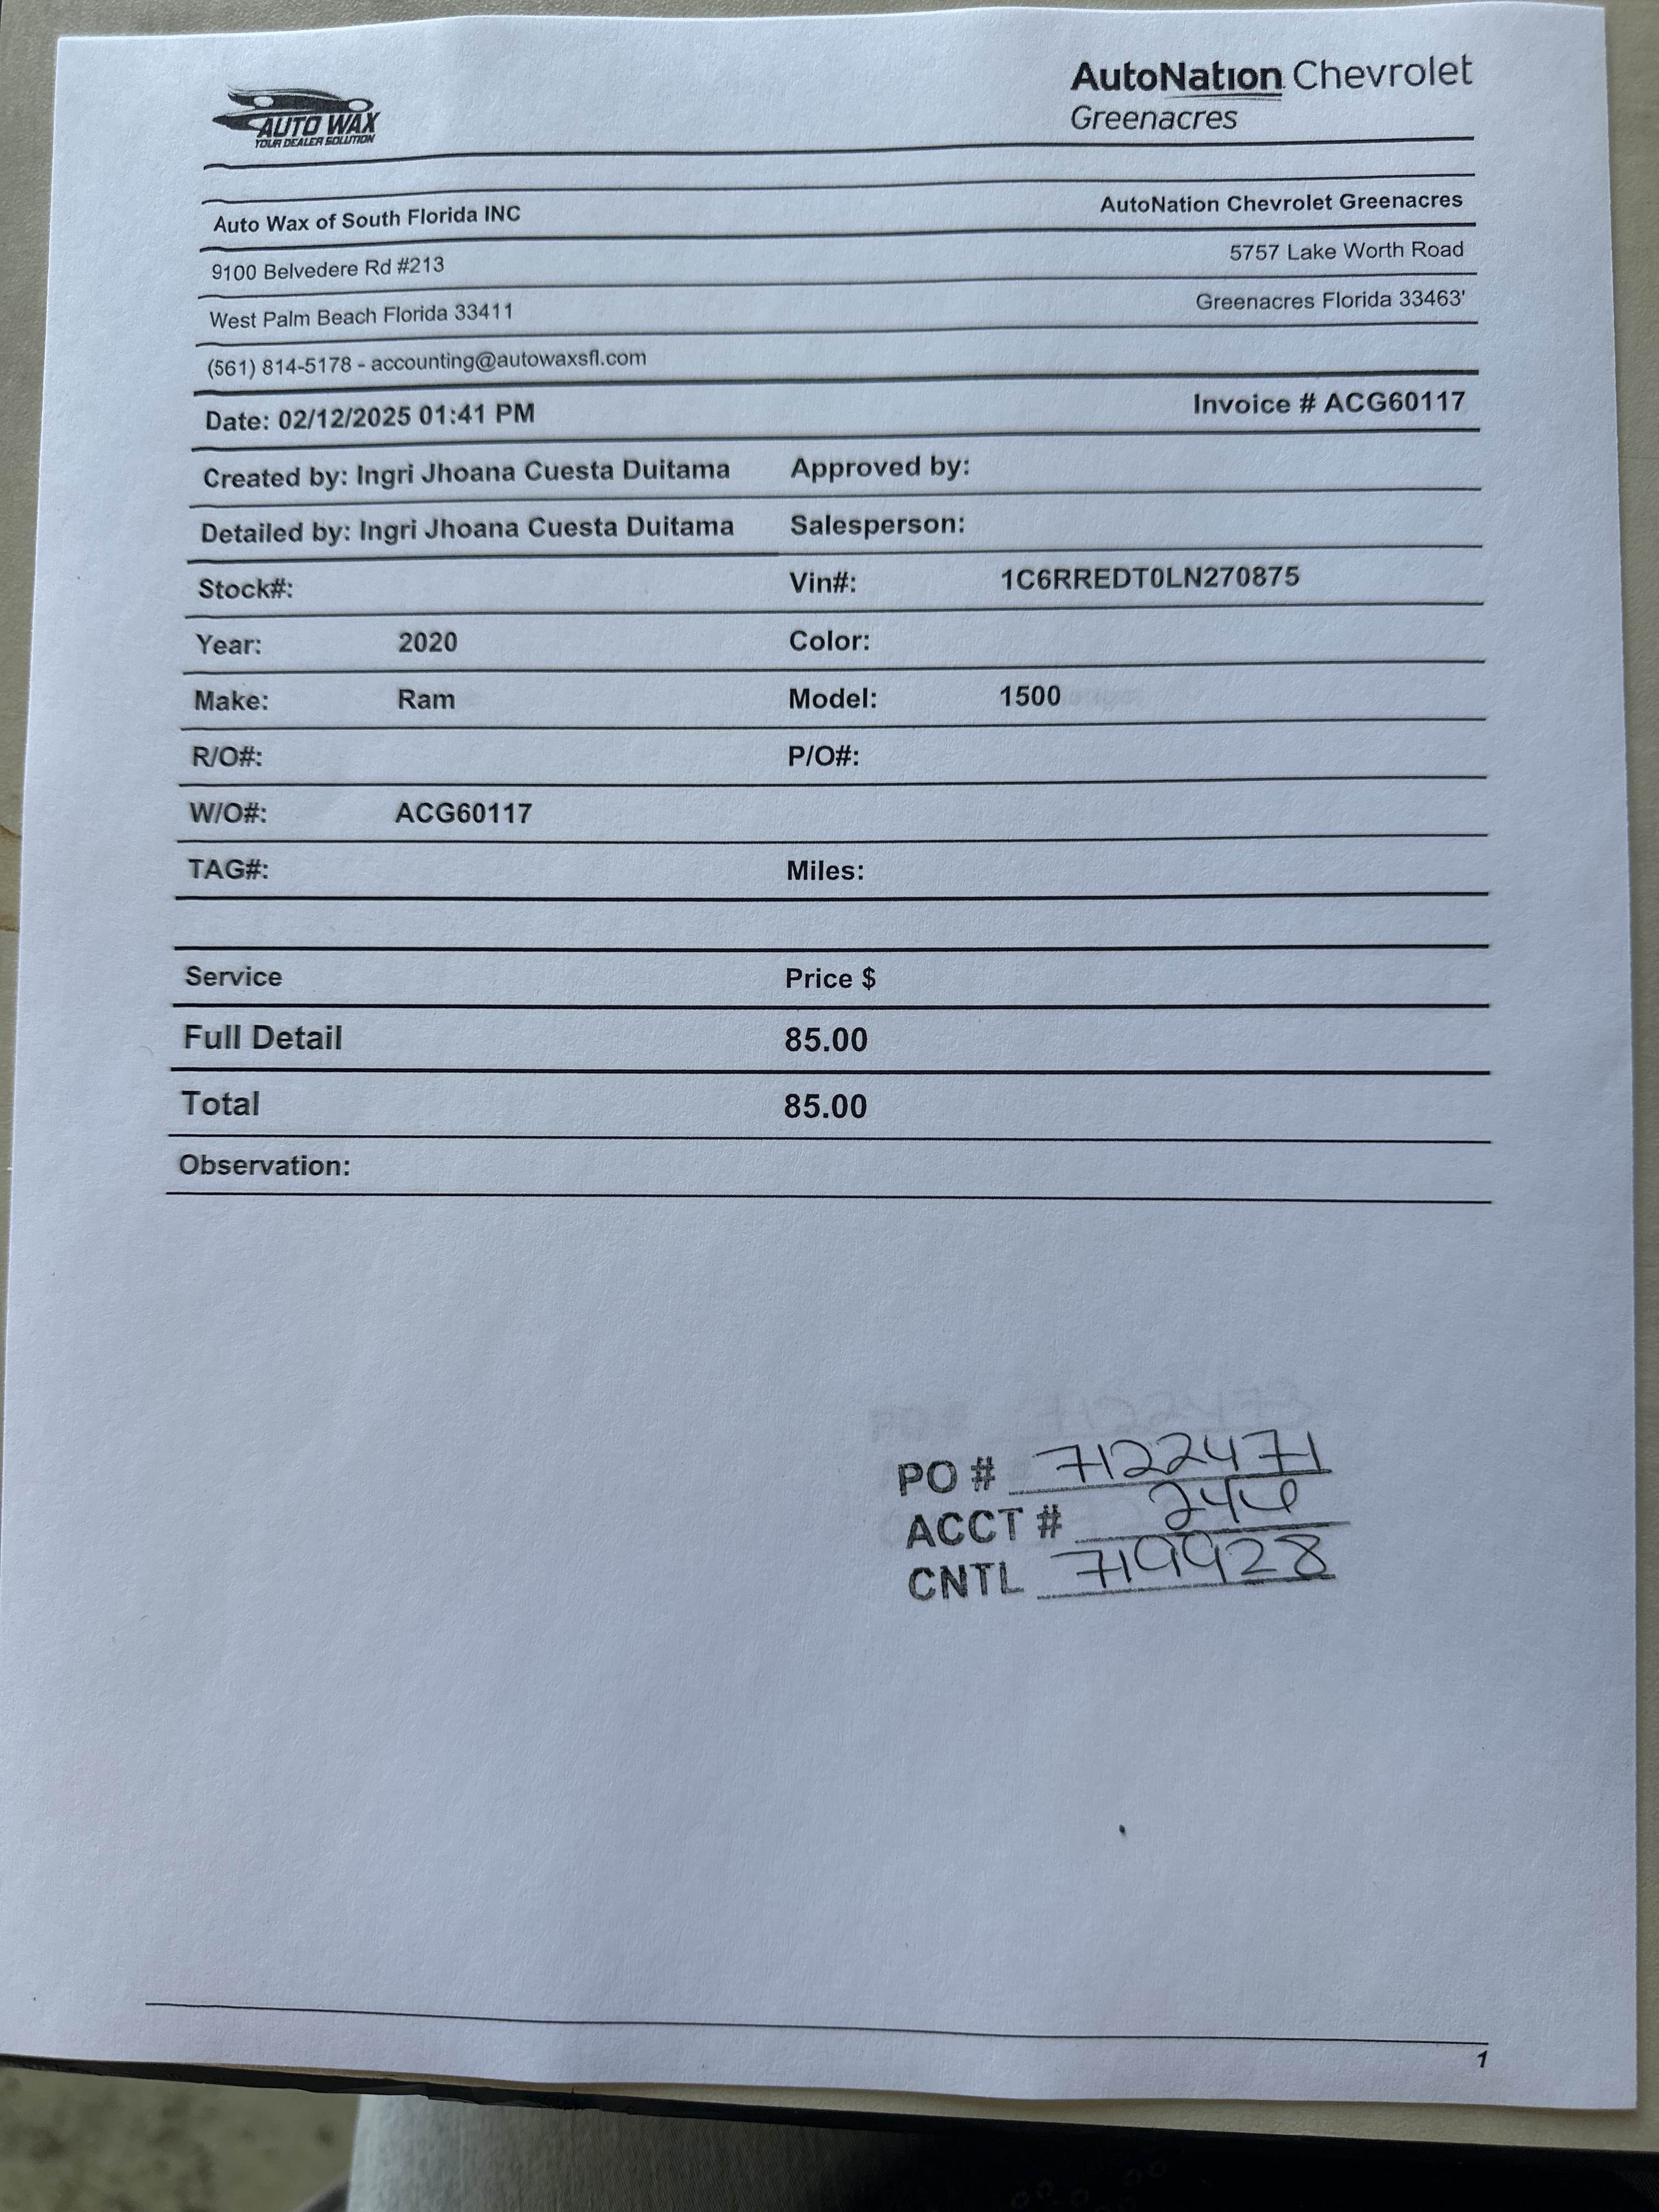 AUTO WAX
YOUR DEALER SOLUTION
AutoNation Chevrolet
Greenacres
Auto Wax of South Florida INC
AutoNation Chevrolet Greenacres
9100 Belvedere Rd #213
5757 Lake Worth Road
West Palm Beach Florida 33411
Greenacres Florida 33463'
(561) 814-5178 - accounting@autowaxsfl.com
Date: 02/12/2025 01:41 PM
Invoice # ACG60117
Created by: Ingri Jhoana Cuesta Duitama Approved by:
Detailed by: Ingri Jhoana Cuesta Duitama Salesperson:
Stock#: Vin#: 1C6RREDT0LN270875
Year: 2020 Color:
Make: Ram Model: 1500
R/O#: P/O#:
W/O#: ACG60117
TAG#: Miles:
Service Price $
Full Detail 85.00
Total 85.00
Observation:
PO # 7122471
ACCT #
CNTL 719928
1